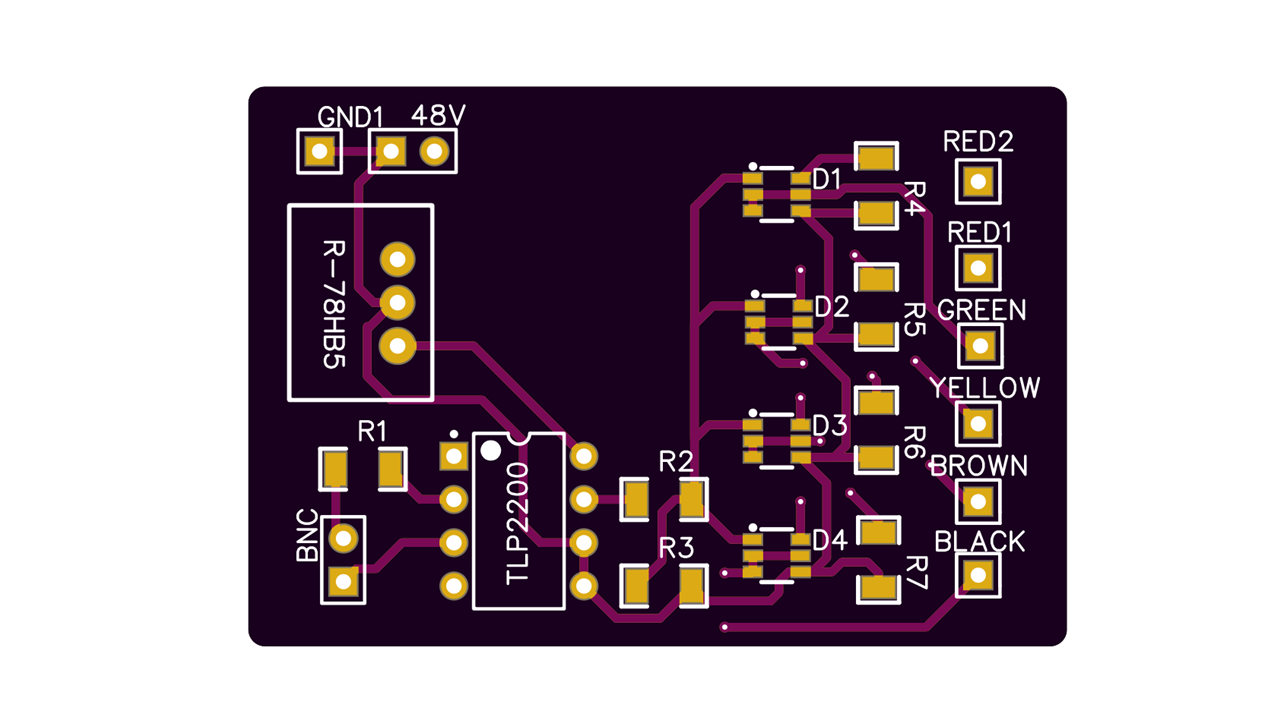 GND1
48V
RED2
D1
R4
RED1
R-78HB5
D2
R5
GREEN
YELLOW
R1
D3
R6
R2
BROWN
BNC
TLP2200
R3
D4
BLACK
R7